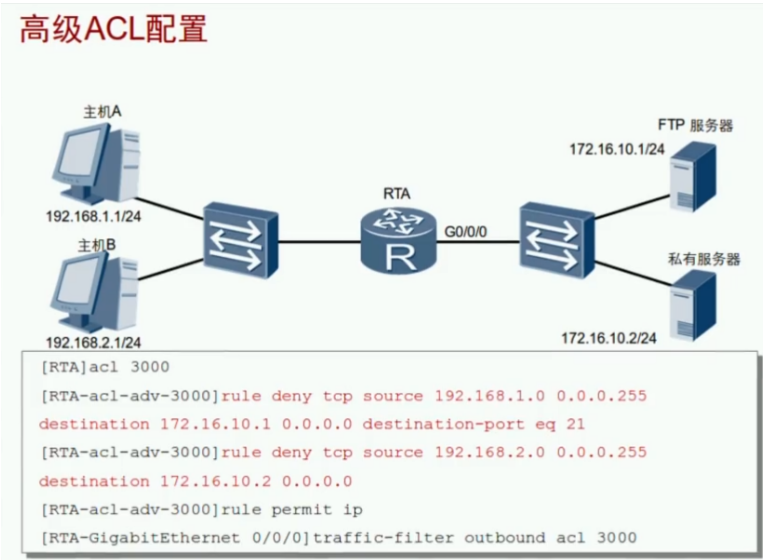 高级ACL配置
主机A
FTP 服务器
172.16.10.1/24
RTA
192.168.1.1/24
G0/0/0
主机B
私有服务器
R
172.16.10.2/24
192.168.2.1/24
[RTA]acl 3000
[RTA-acl-adv-3000]rule deny tcp source 192.168.1.0 0.0.0.255
destination 172.16.10.1 0.0.0.0 destination-port eq 21
[RTA-acl-adv-3000]rule deny tcp source 192.168.2.0 0.0.0.255
destination 172.16.10.2 0.0.0.0
[RTA-acl-adv-3000]rule permit ip
[RTA-GigabitEthernet 0/0/0]traffic-filter outbound acl 3000